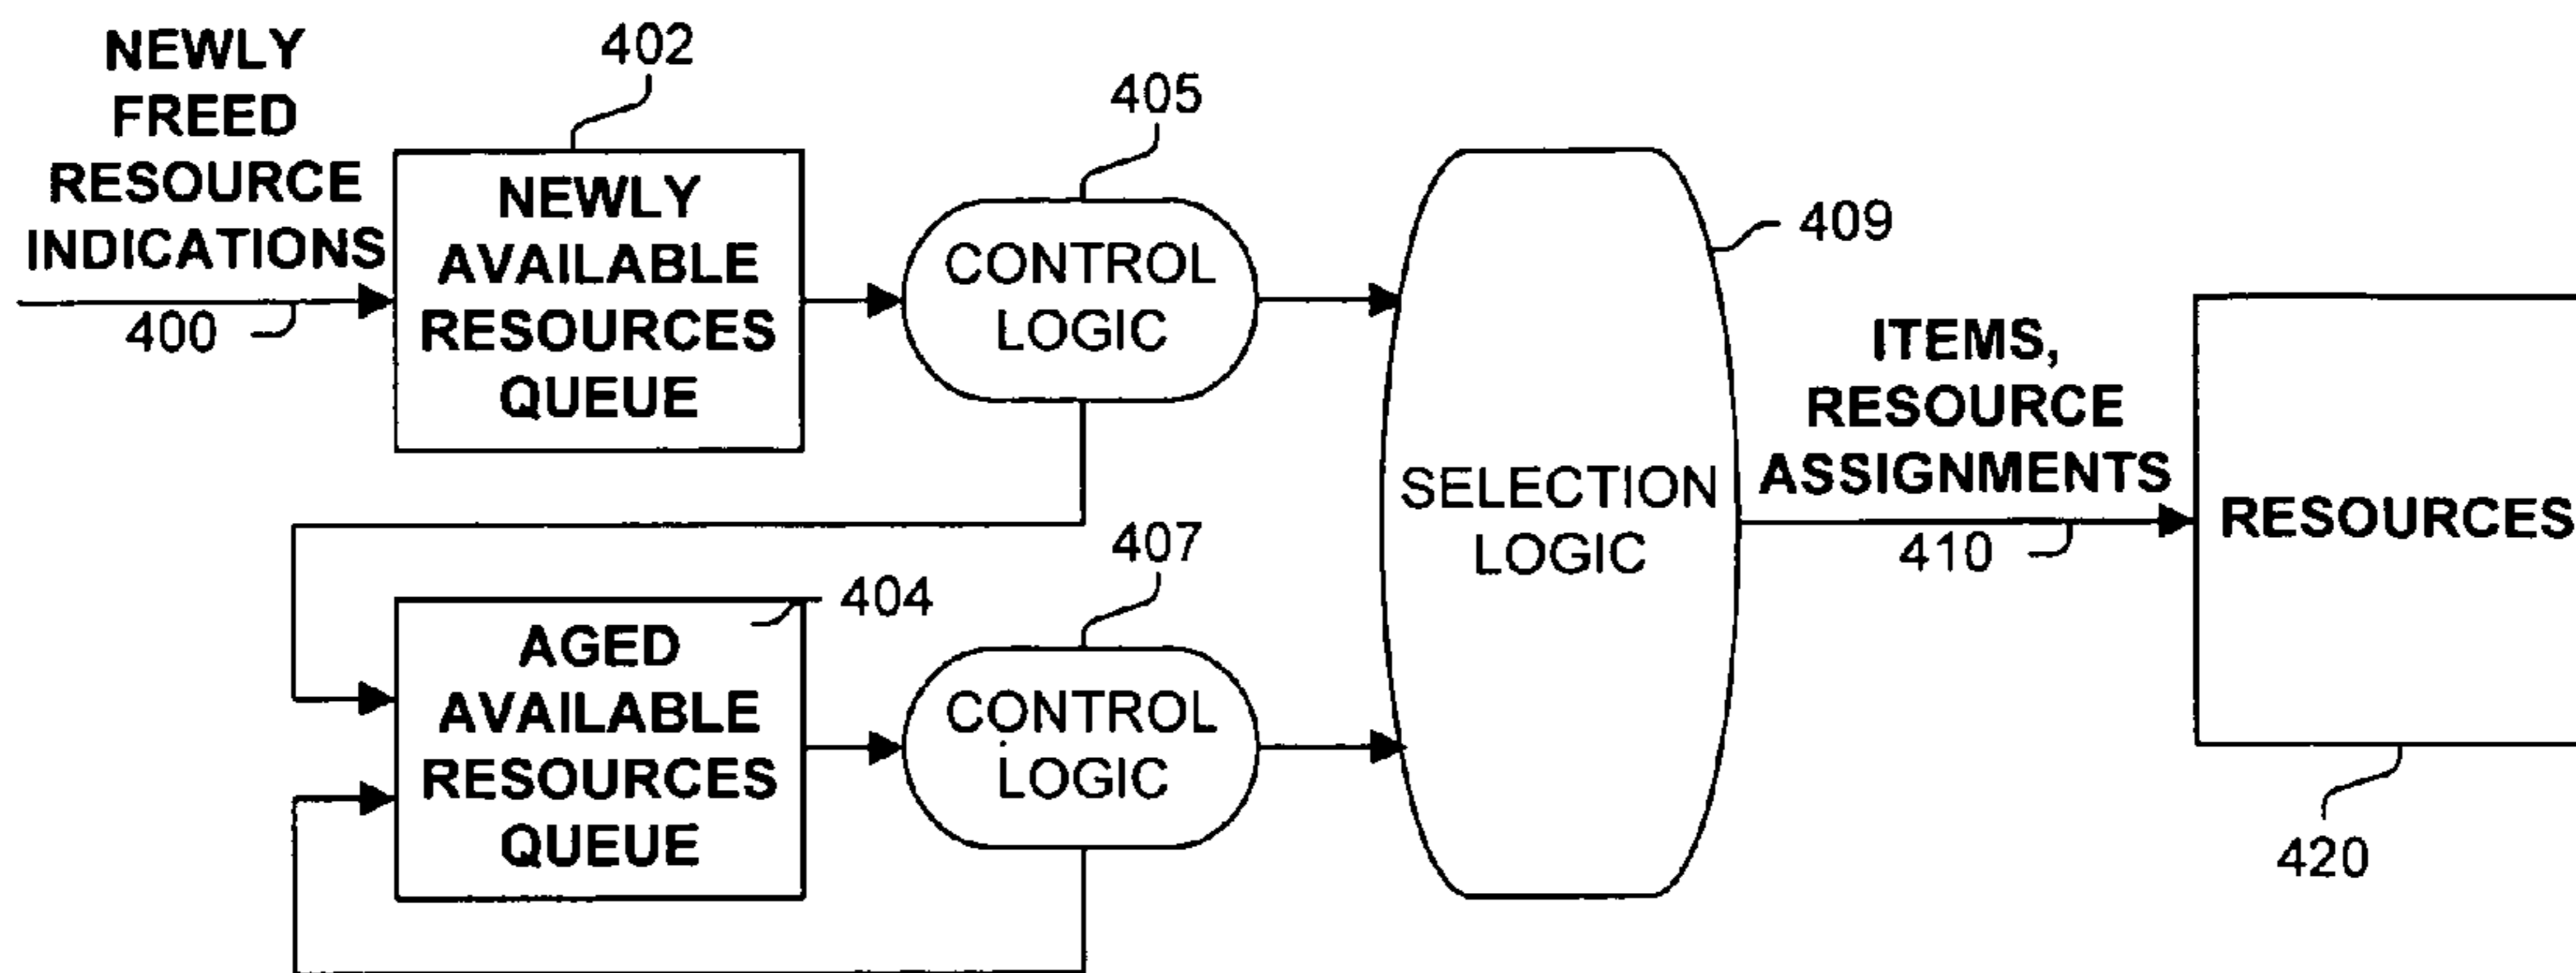 NEWLY
FREED
RESOURCE
INDICATIONS
400
402
NEWLY
AVAILABLE
RESOURCES
QUEUE
405
CONTROL
LOGIC
409
SELECTION
LOGIC
ITEMS,
RESOURCE
ASSIGNMENTS
410
RESOURCES
420
404
AGED
AVAILABLE
RESOURCES
QUEUE
407
CONTROL
LOGIC